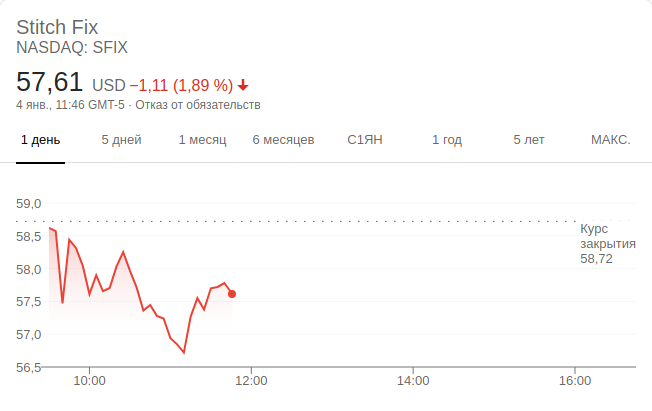 Stitch Fix
NASDAQ: SFIX
57,61 USD −1,11 (1,89 %)
4 янв., 11:46 GMT-5 · Отказ от обязательств
1 день 5 дней 1 месяц 6 месяцев С1ЯН 1 год 5 лет МАКС.
59,0
58,5
58,0
57,5
57,0
56,5
Курс
закрытия
58,72
10:00 12:00 14:00 16:00